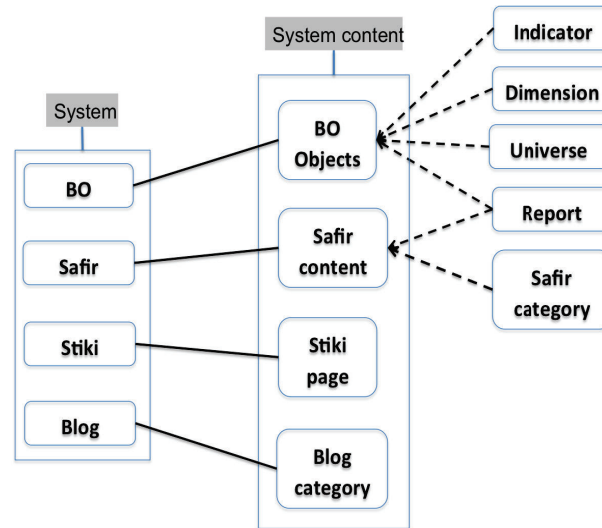 System content
System
Indicator
Dimension
Universe
Report
Safir
category
BO
Safir
Stiki
Blog
BO
Objects
Safir
content
Stiki
page
Blog
category